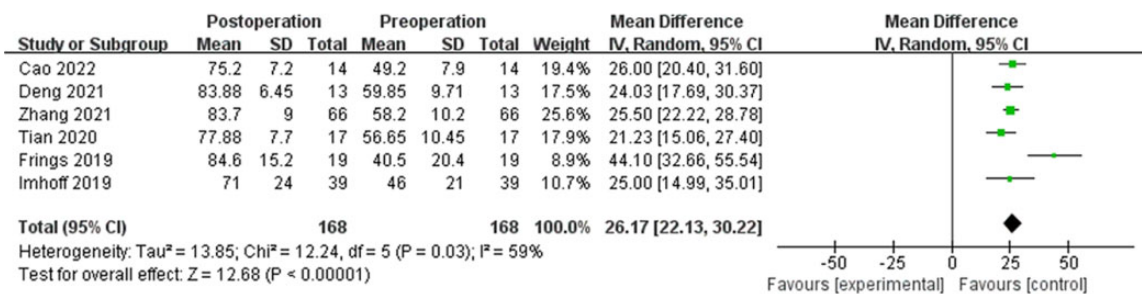 Postoperation Preoperation Mean Difference Mean Difference
Study or Subgroup Mean SD Total Mean SD Total Weight IV, Random, 95% CI IV, Random, 95% CI
Cao 2022 75.2 7.2 14 49.2 7.9 14 19.4% 26.00 [20.40, 31.60]
Deng 2021 83.88 6.45 13 59.85 9.71 13 17.5% 24.03 [17.69, 30.37]
Zhang 2021 83.7 9 66 58.2 10.2 66 25.6% 25.50 [22.22, 28.78]
Tian 2020 77.88 7.7 17 56.65 10.45 17 17.9% 21.23 [15.06, 27.40]
Frings 2019 84.6 15.2 19 40.5 20.4 19 8.9% 44.10 [32.66, 55.54]
Imhoff 2019 71 24 39 46 21 39 10.7% 25.00 [14.99, 35.01]
Total (95% CI) 168 168 100.0% 26.17 [22.13, 30.22]
Heterogeneity: Tau² = 13.85; Chi² = 12.24, df = 5 (P = 0.03); I² = 59%
Test for overall effect: Z = 12.68 (P < 0.00001)
-50 -25 0 25 50
Favours [experimental] Favours [control]